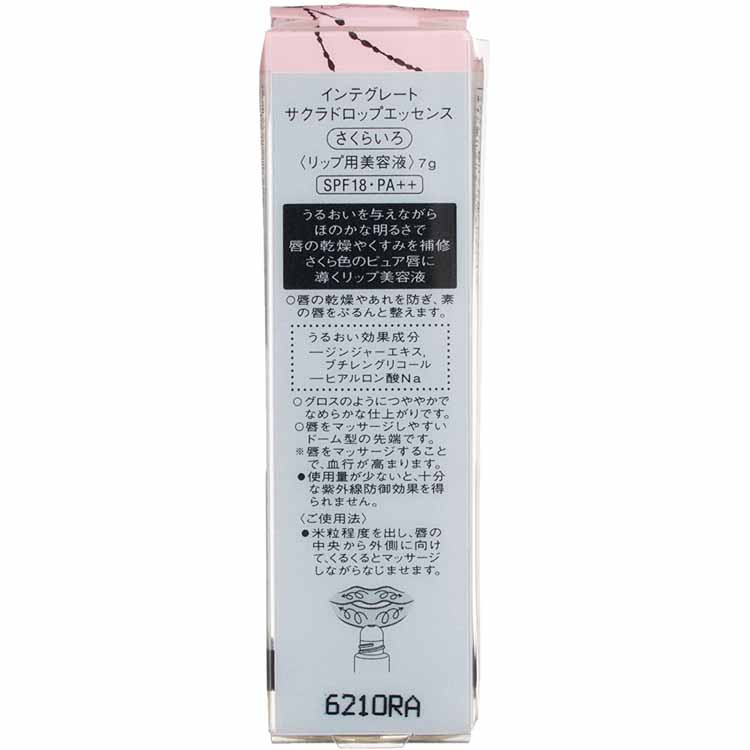 インテグレート
サクラドロップエッセンス
さくらいろ
〈リップ用美容液〉7g
SPF18・PA++
うるおいを与えながら
ほのかな明るさで
唇の乾燥やくすみを補修
さくら色のピュア唇に
導くリップ美容液
○唇の乾燥やあれを防ぎ、素
の唇をぷるんと整えます。
うるおい効果成分
―ジンジャーエキス,
ブチレングリコール
―ヒアルロン酸Na
○グロスのようにつややかで
なめらかな仕上がりです。
○唇をマッサージしやすい
ドーム型の先端です。
※唇をマッサージすること
で、血行が高まります。
●使用量が少ないと、十分
な紫外線防御効果を得
られません。
〈ご使用法〉
●米粒程度を出し、唇の
中央から外側に向け
て、くるくるとマッサージ
しながらなじませます。
6210RA